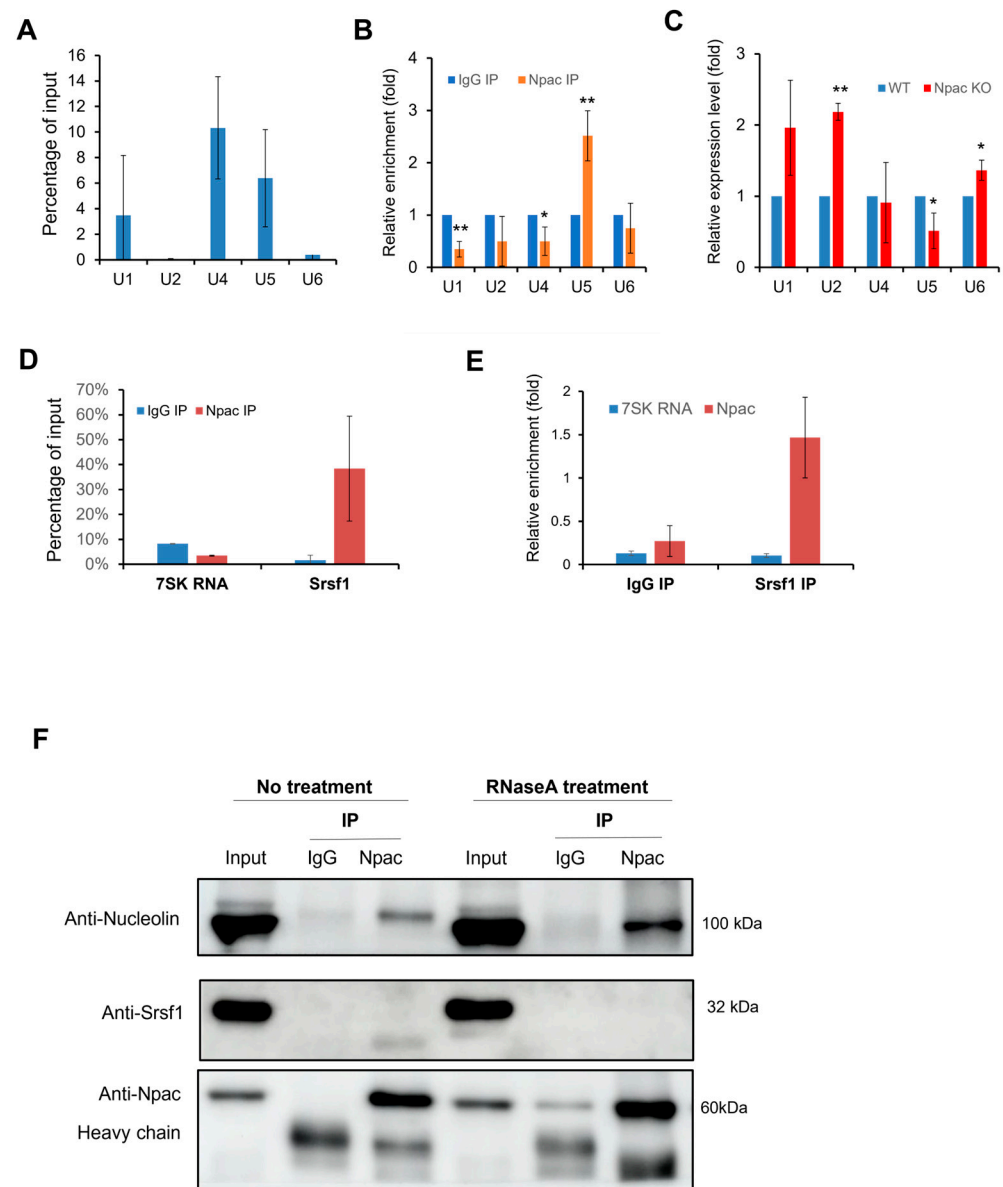 A
Percentage of input
16
14
12
10
8
6
4
2
0
U1 U2 U4 U5 U6
B
Relative enrichment (fold)
IgG IP Npac IP
4
3
2
1
0
** * **
U1 U2 U4 U5 U6
C
Relative expression level (fold)
WT Npac KO
3
2
1
0
** * *
U1 U2 U4 U5 U6
D
Percentage of input
70%
60%
50%
40%
30%
20%
10%
0%
IgG IP Npac IP
7SK RNA Srsf1
E
Relative enrichment (fold)
2
1.5
1
0.5
0
7SK RNA Npac
IgG IP Srsf1 IP
F
No treatment RNaseA treatment
IP IP
Input IgG Npac Input IgG Npac
Anti-Nucleolin 100 kDa
Anti-Srsf1 32 kDa
Anti-Npac 60kDa
Heavy chain